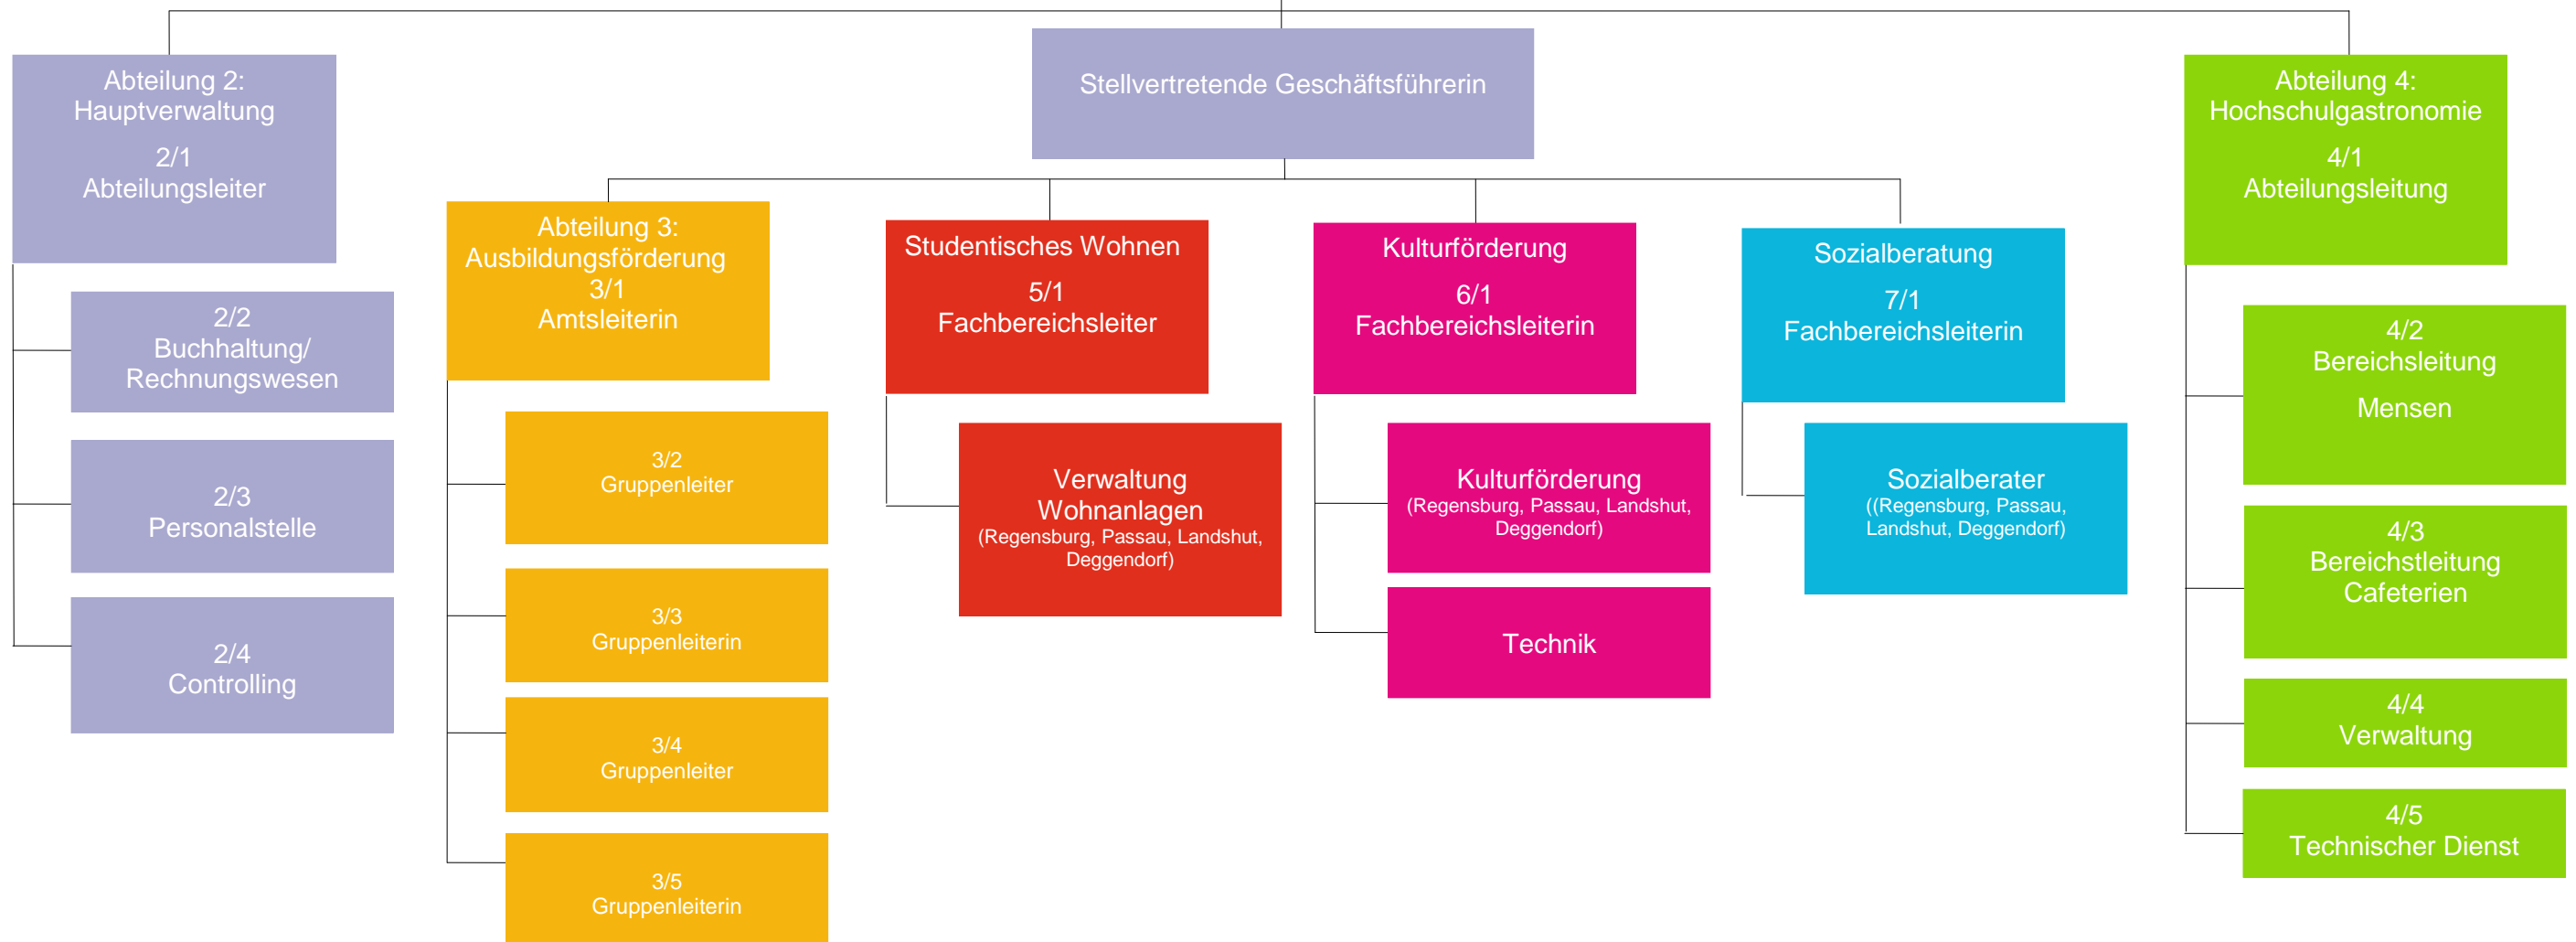 Abteilung 2:
Hauptverwaltung
2/1
Abteilungsleiter
2/2
Buchhaltung/
Rechnungswesen
2/3
Personalstelle
2/4
Controlling
Stellvertretende Geschäftsführerin
Abteilung 3:
Ausbildungsförderung
3/1
Amtsleiterin
3/2
Gruppenleiter
3/3
Gruppenleiterin
3/4
Gruppenleiter
3/5
Gruppenleiterin
Studentisches Wohnen
5/1
Fachbereichsleiter
Verwaltung
Wohnanlagen
(Regensburg, Passau, Landshut,
Deggendorf)
Kulturförderung
6/1
Fachbereichsleiterin
Kulturförderung
(Regensburg, Passau, Landshut,
Deggendorf)
Technik
Sozialberatung
7/1
Fachbereichsleiterin
Sozialberater
((Regensburg, Passau,
Landshut, Deggendorf)
Abteilung 4:
Hochschulgastronomie
4/1
Abteilungsleitung
4/2
Bereichsleitung
Mensen
4/3
Bereichstleitung
Cafeterien
4/4
Verwaltung
4/5
Technischer Dienst